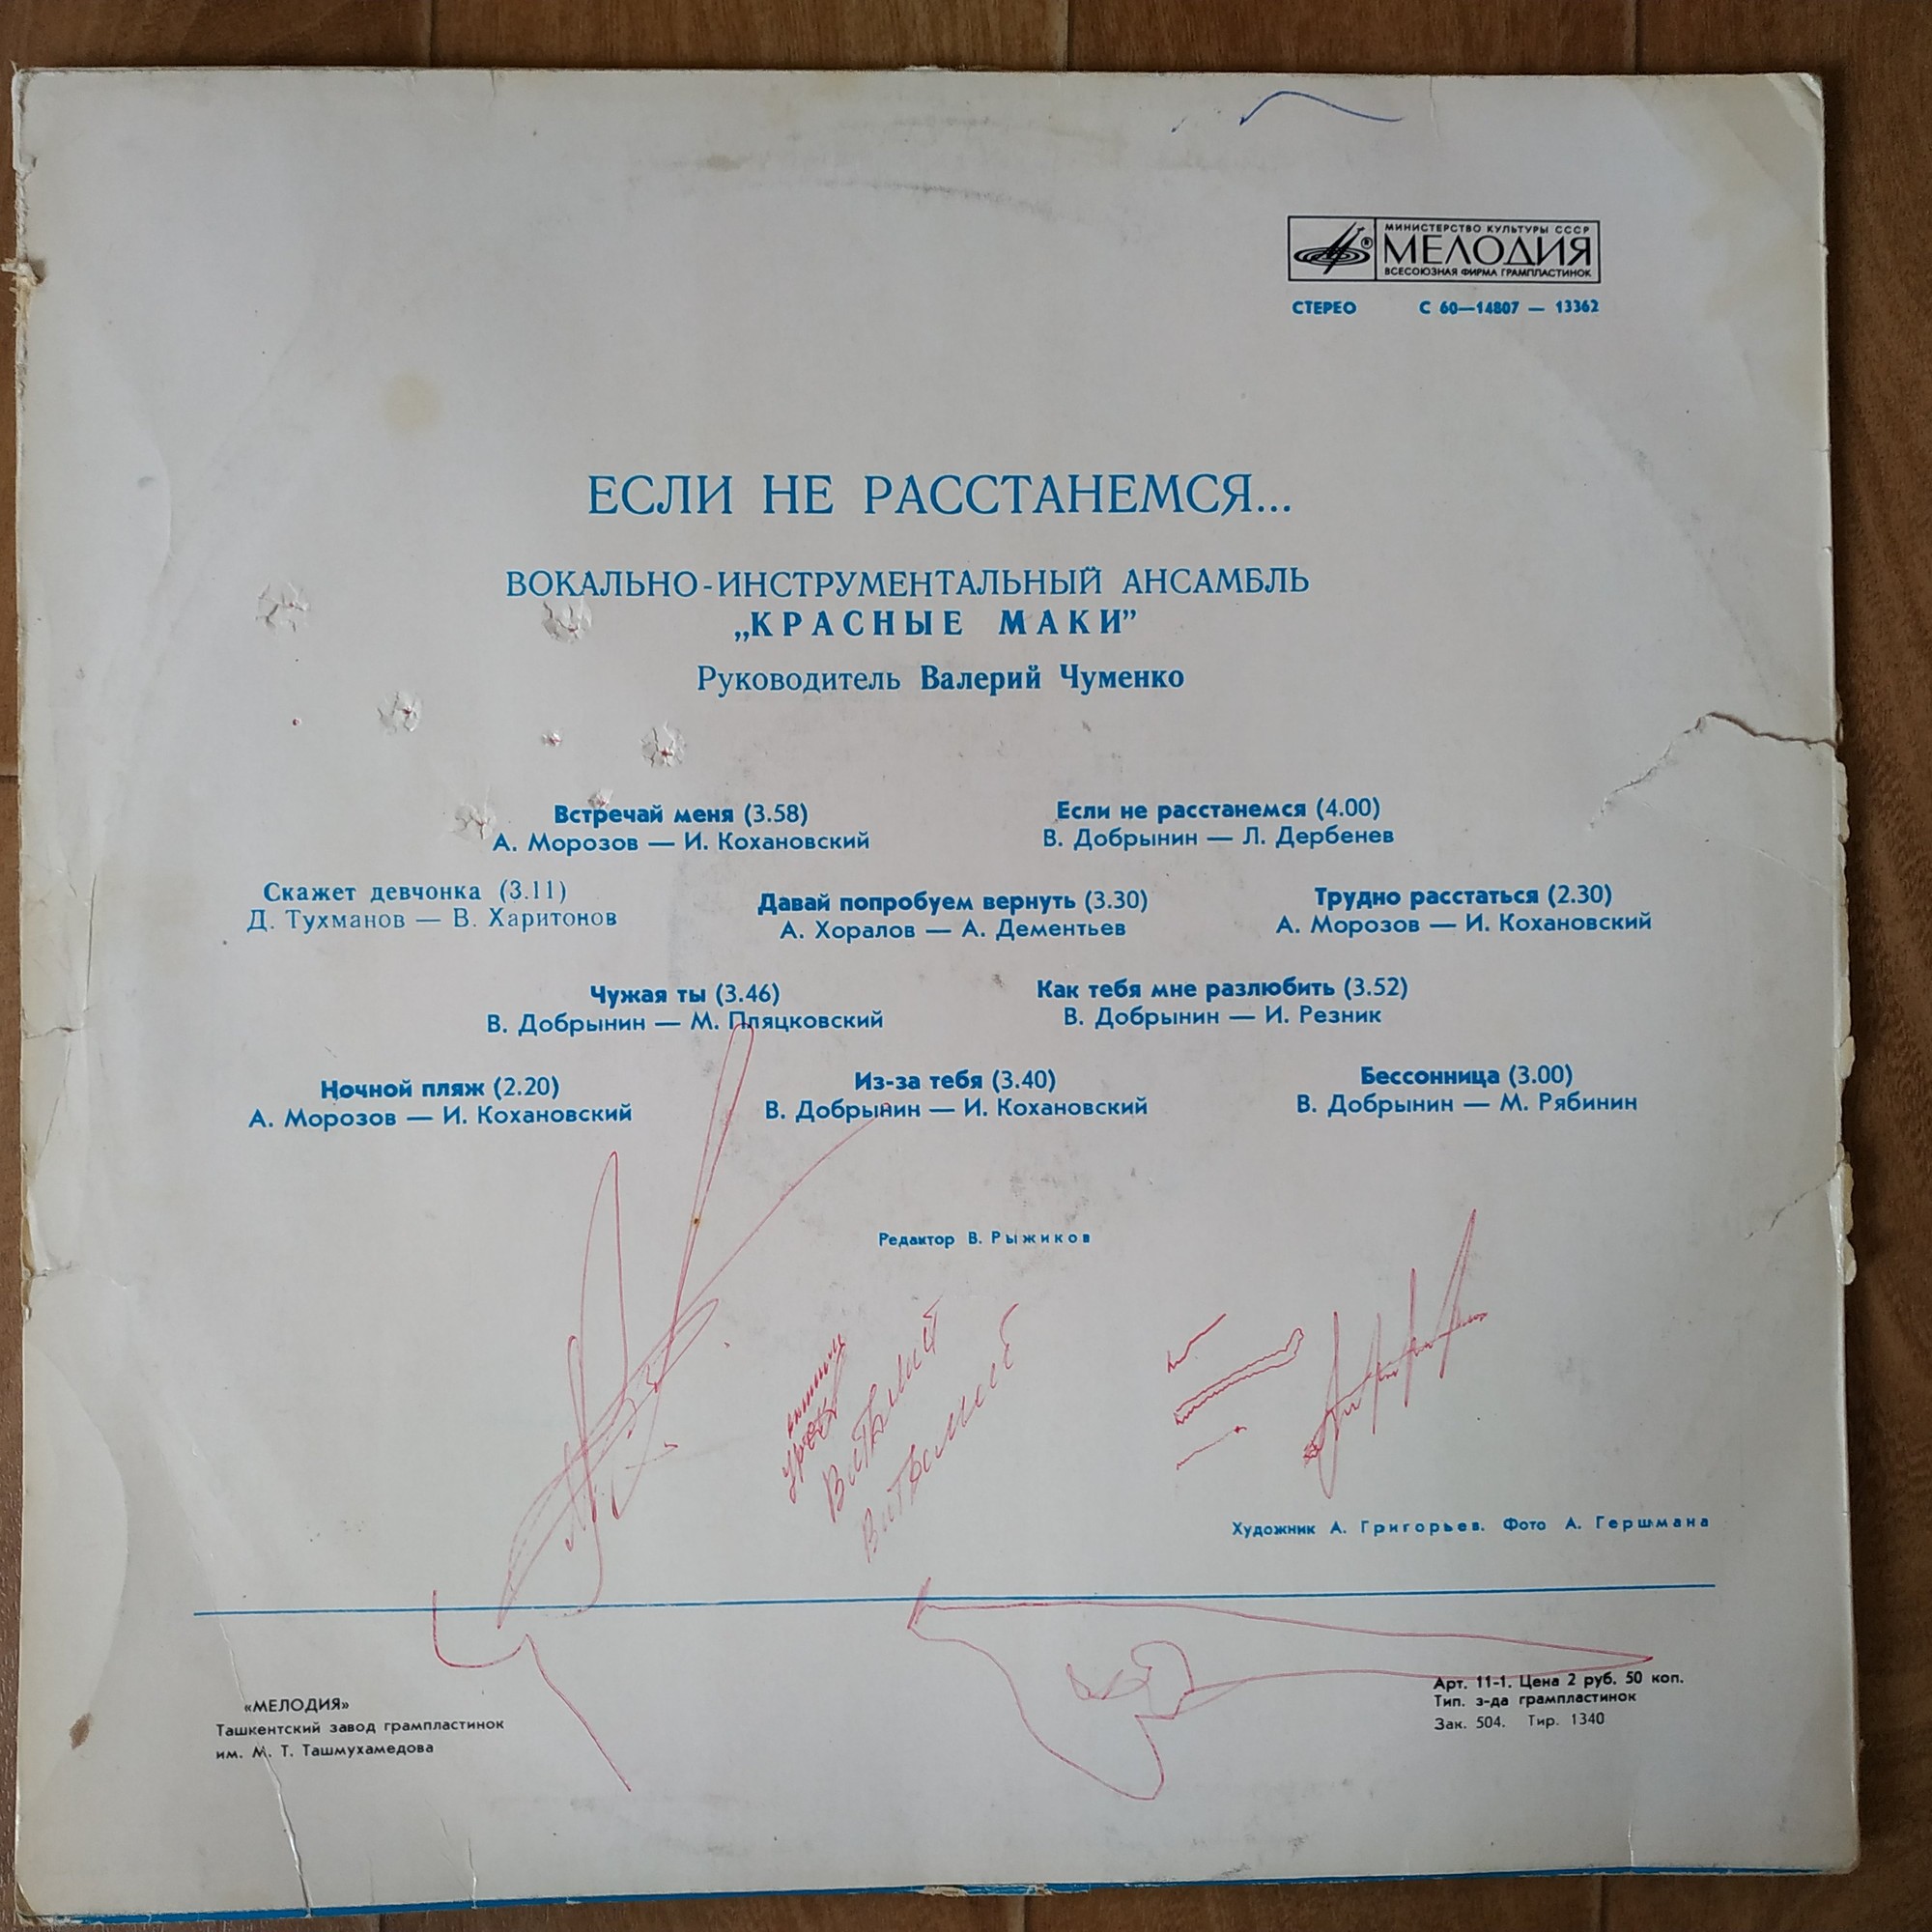 МИНИСТЕРСТВО КУЛЬТУРЫ СССР
МЕЛОДИЯ
ВСЕСОЮЗНАЯ ФИРМА ГРАМПЛАСТИНОК
СТЕРЕО С 60—14807 — 13362
ЕСЛИ НЕ РАССТАНЕМСЯ...
ВОКАЛЬНО-ИНСТРУМЕНТАЛЬНЫЙ АНСАМБЛЬ
„КРАСНЫЕ МАКИ”
Руководитель Валерий Чуменко
Встречай меня (3.58)
А. Морозов — И. Кохановский
Если не расстанемся (4.00)
В. Добрынин — Л. Дербенев
Скажет девчонка (3.11)
Д. Тухманов — В. Харитонов
Давай попробуем вернуть (3.30)
А. Хоралов — А. Дементьев
Трудно расстаться (2.30)
А. Морозов — И. Кохановский
Чужая ты (3.46)
В. Добрынин — М. Пляцковский
Как тебя мне разлюбить (3.52)
В. Добрынин — И. Резник
Ночной пляж (2.20)
А. Морозов — И. Кохановский
Из-за тебя (3.40)
В. Добрынин — И. Кохановский
Бессонница (3.00)
В. Добрынин — М. Рябинин
Редактор В. Рыжиков
Виталий
Художник А. Григорьев. Фото А. Гершмана
«МЕЛОДИЯ»
Ташкентский завод грампластинок
им. М. Т. Ташмухамедова
Арт. 11-1. Цена 2 руб. 50 коп.
Тип. з-да грампластинок
Зак. 504. Тир. 1340